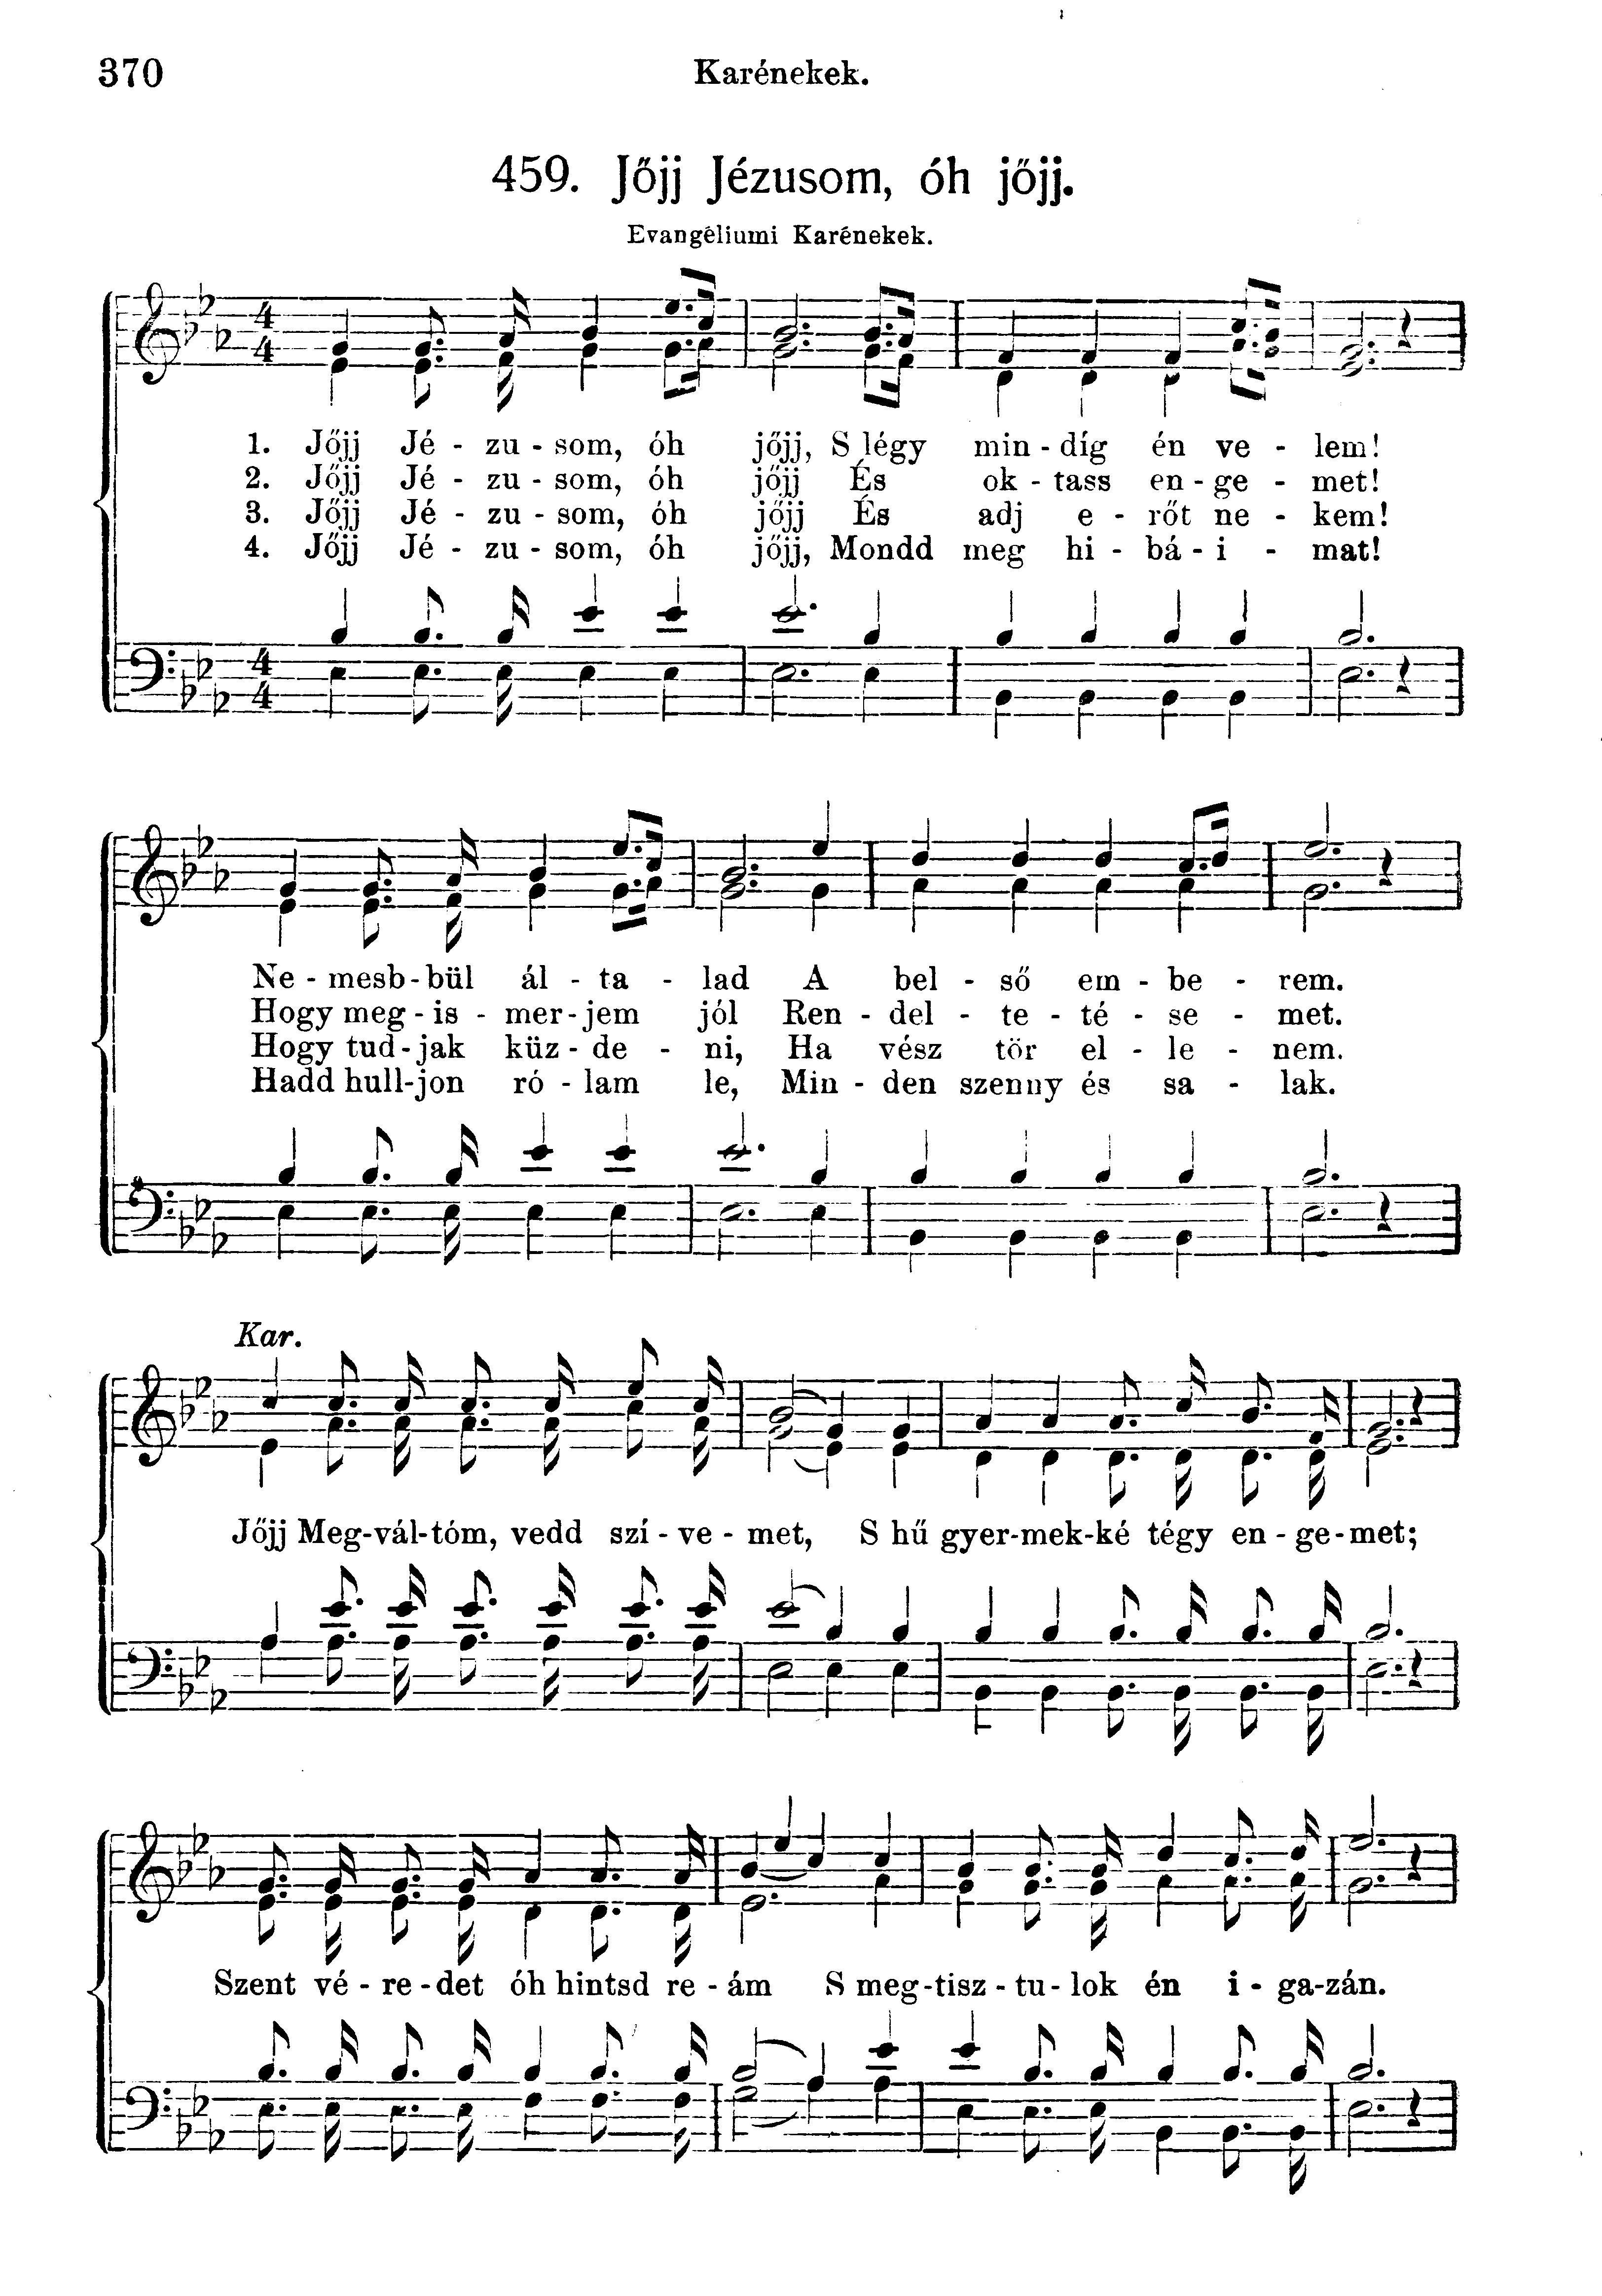 370
Karénekek.
459. Jőjj Jézusom, óh jőjj.
Evangéliumi Karénekek.
4
4
1. Jőjj Jé - zu - som, óh jőjj, S légy min - díg én ve - lem!
2. Jőjj Jé - zu - som, óh jőjj És ok - tass en - ge - met!
3. Jőjj Jé - zu - som, óh jőjj És adj e - rőt ne - kem!
4. Jőjj Jé - zu - som, óh jőjj, Mondd meg hi - bá - i - mat!
4
4
Ne - mesb - bül ál - ta - lad A bel - ső em - be - rem.
Hogy meg - is - mer - jem jól Ren - del - te - té - se - met.
Hogy tud - jak küz - de - ni, Ha vész tör el - le - nem.
Hadd hull - jon ró - lam le, Min - den szenny és sa - lak.
Kar.
Jőjj Meg - vál - tóm, vedd szí - ve - met, S hű gyer - mek - ké tégy en - ge - met;
Szent vé - re - det óh hintsd re - ám S meg - tisz - tu - lok én i - ga - zán.